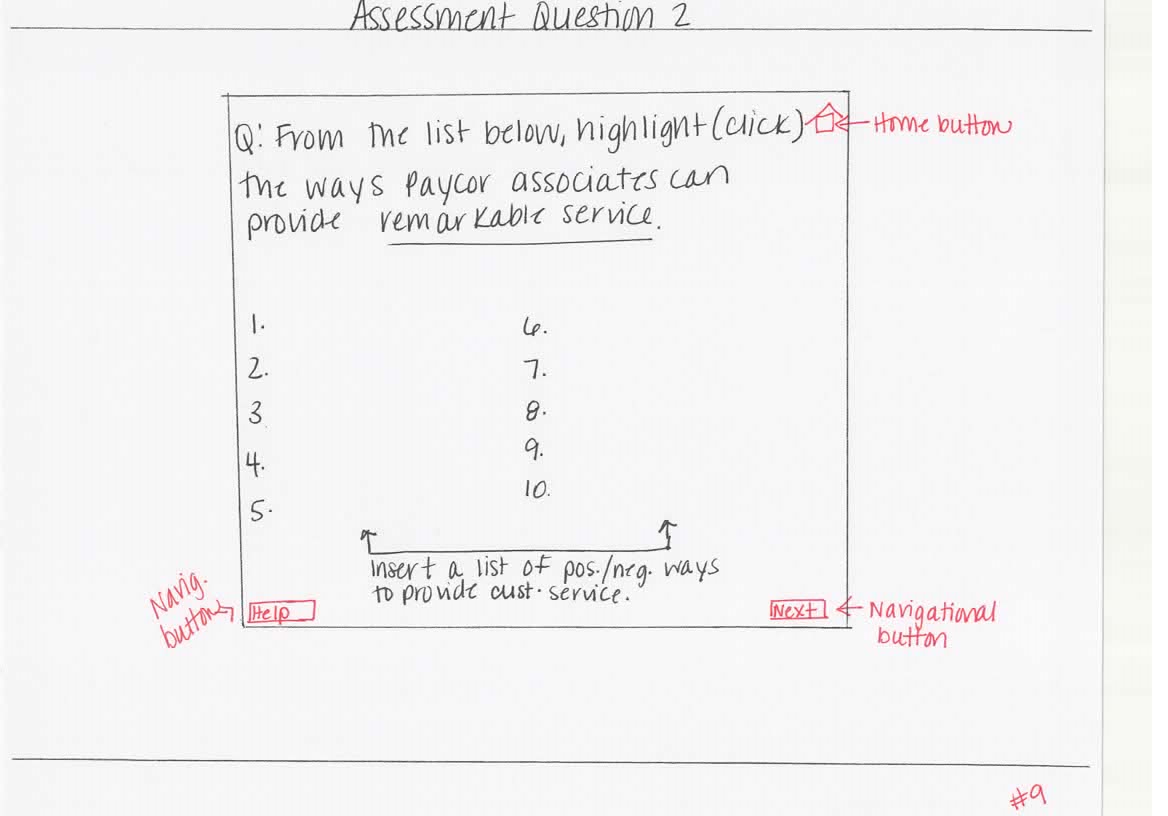 Assessment Question 2
Q: From the list below, highlight (click)
Home button
the ways Paycor associates can
provide remarkable service.
1.
2.
3.
4.
5.
6.
7.
8.
9.
10.
Insert a list of pos./neg. ways
to provide cust. service.
Navig.
button
Help
Next
Navigational
button
#9